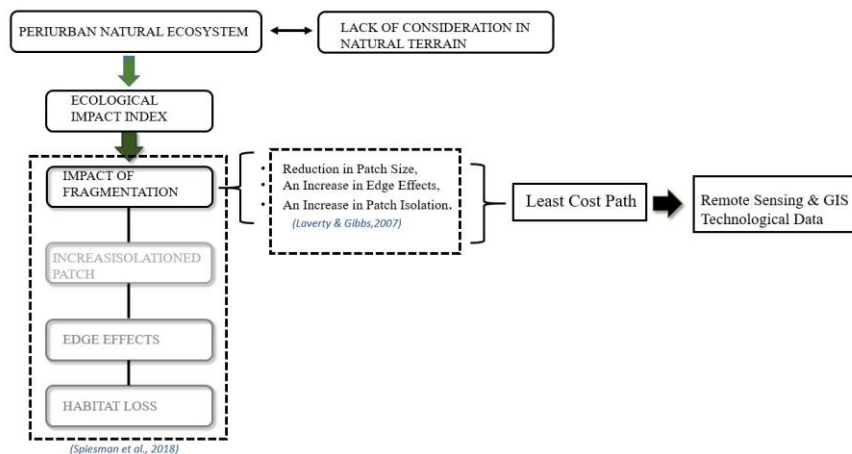 PERIURBAN NATURAL ECOSYSTEM
LACK OF CONSIDERATION IN
NATURAL TERRAIN
ECOLOGICAL
IMPACT INDEX
IMPACT OF
FRAGMENTATION
• Reduction in Patch Size,
• An Increase in Edge Effects,
• An Increase in Patch Isolation.
(Laverty & Gibbs,2007)
Least Cost Path
Remote Sensing & GIS
Technological Data
INCREASISOLATIONED
PATCH
EDGE EFFECTS
HABITAT LOSS
(Spiesman et al., 2018)